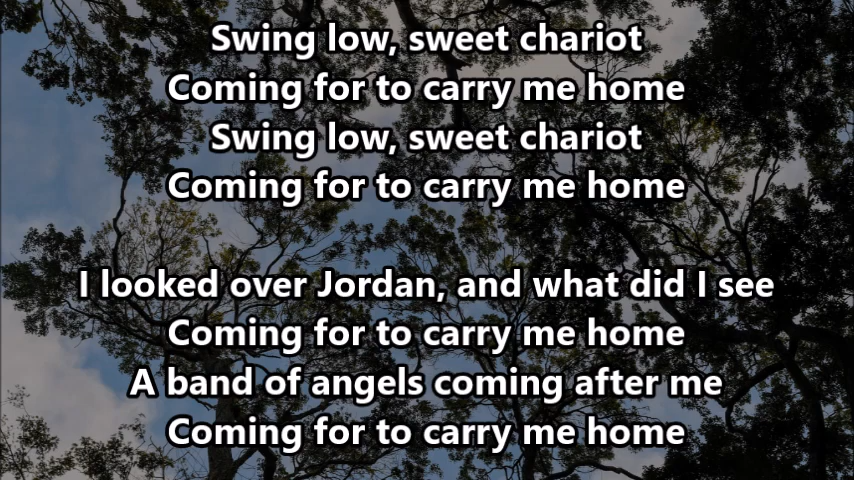 Swing low, sweet chariot
Coming for to carry me home
Swing low, sweet chariot
Coming for to carry me home
I looked over Jordan, and what did I see
Coming for to carry me home
A band of angels coming after me
Coming for to carry me home